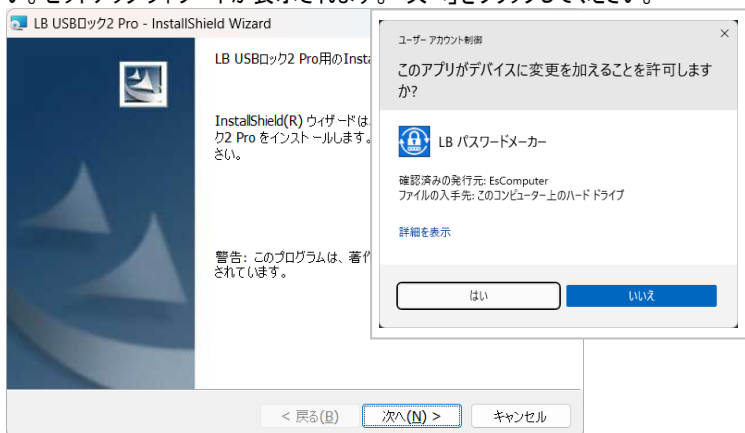 LB USBロック2 Pro - InstallShield Wizard
LB USBロック2 Pro用のInsta
InstallShield(R) ウィザードは、
ク2 Pro をインストールします。
さい。
警告: このプログラムは、著作
されています。
< 戻る(B)
次へ(N) >
キャンセル
ユーザー アカウント制御
このアプリがデバイスに変更を加えることを許可します
か?
LB パスワードメーカー
確認済みの発行元: EsComputer
ファイルの入手先: このコンピューター上のハード ドライブ
詳細を表示
はい
いいえ